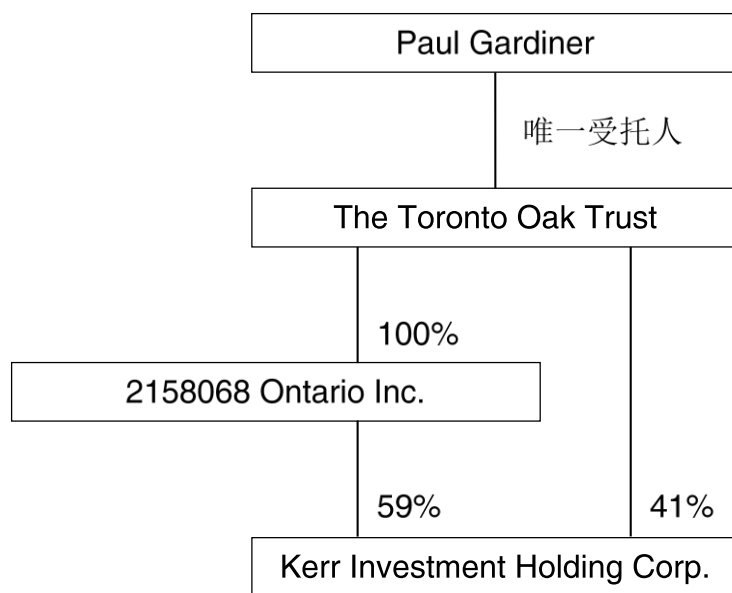 Paul Gardiner
唯一受托人
The Toronto Oak Trust
100%
2158068 Ontario Inc.
59%
41%
Kerr Investment Holding Corp.